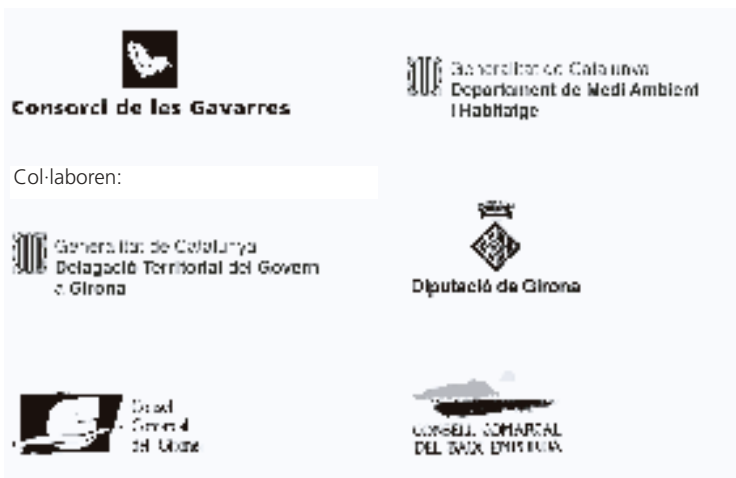 Consorci de les Gavarres
Generalitat de Catalunya
Departament de Medi Ambient
i Habitatge
Col·laboren:
Generalitat de Catalunya
Delegació Territorial del Govern
a Girona
Diputació de Girona
Consell
Comarcal
del Gironès
CONSELL COMARCAL
DEL BAIX EMPORDÀ